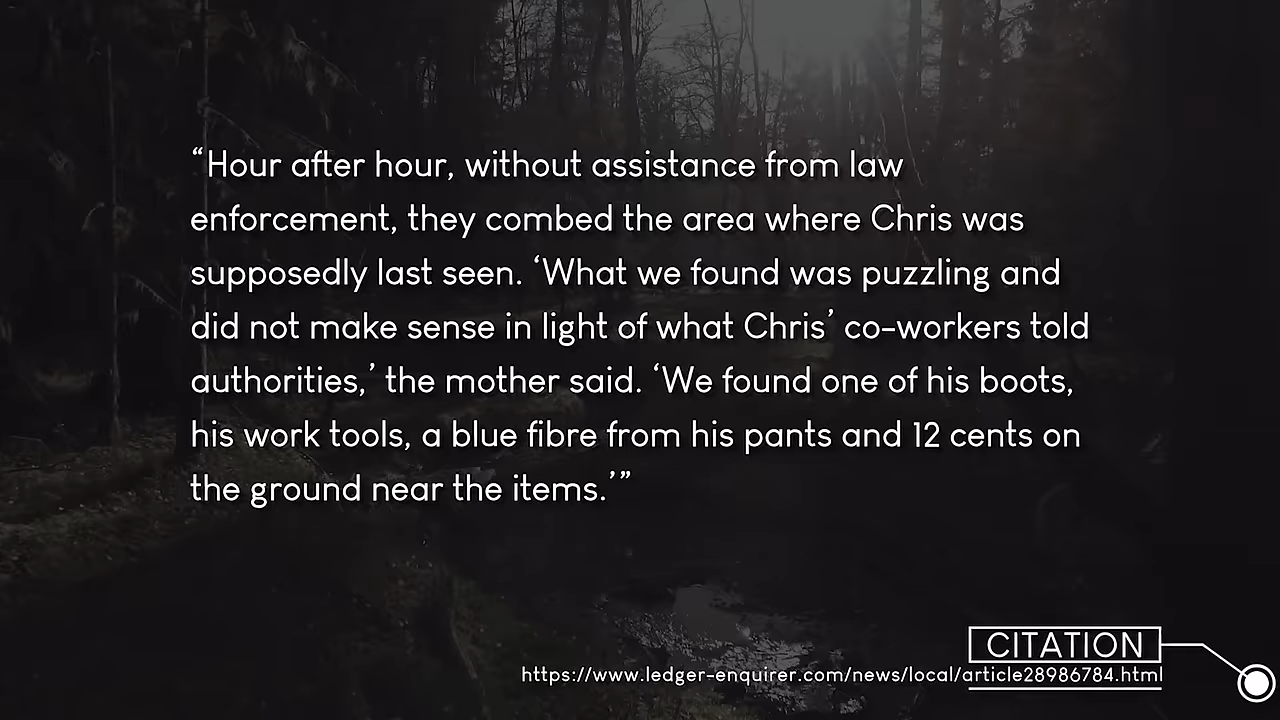 “Hour after hour, without assistance from law
enforcement, they combed the area where Chris was
supposedly last seen. ‘What we found was puzzling and
did not make sense in light of what Chris’ co-workers told
authorities,’ the mother said. ‘We found one of his boots,
his work tools, a blue fibre from his pants and 12 cents on
the ground near the items.’”
CITATION
https://www.ledger-enquirer.com/news/local/article28986784.html